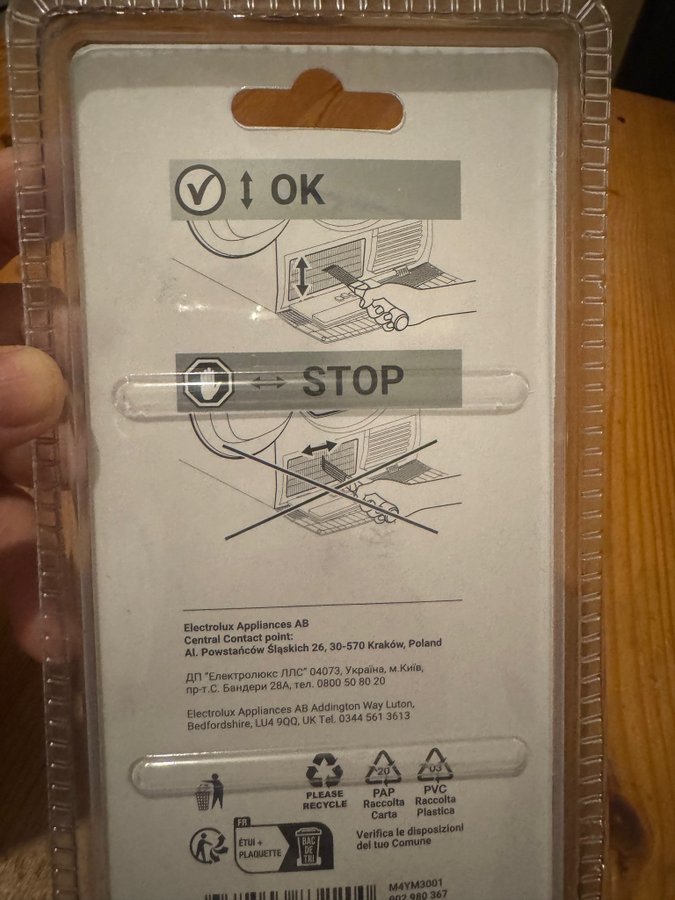 OK
STOP
Electrolux Appliances AB
Central Contact point:
Al. Powstańców Śląskich 26, 30-570 Kraków, Poland
ДП "Електролюкс ЛЛС" 04073, Україна, м.Київ,
пр-т.С. Бандери 28А, тел. 0800 50 80 20
Electrolux Appliances AB Addington Way Luton,
Bedfordshire, LU4 9QQ, UK Tel. 0344 561 3613
PLEASE
RECYCLE
20
PAP
Raccolta
Carta
03
PVC
Raccolta
Plastica
FR
ÉTUI +
PLAQUETTE
BAC
DE
TRI
Verifica le disposizioni
del tuo Comune
M4YM3001
902 980 367